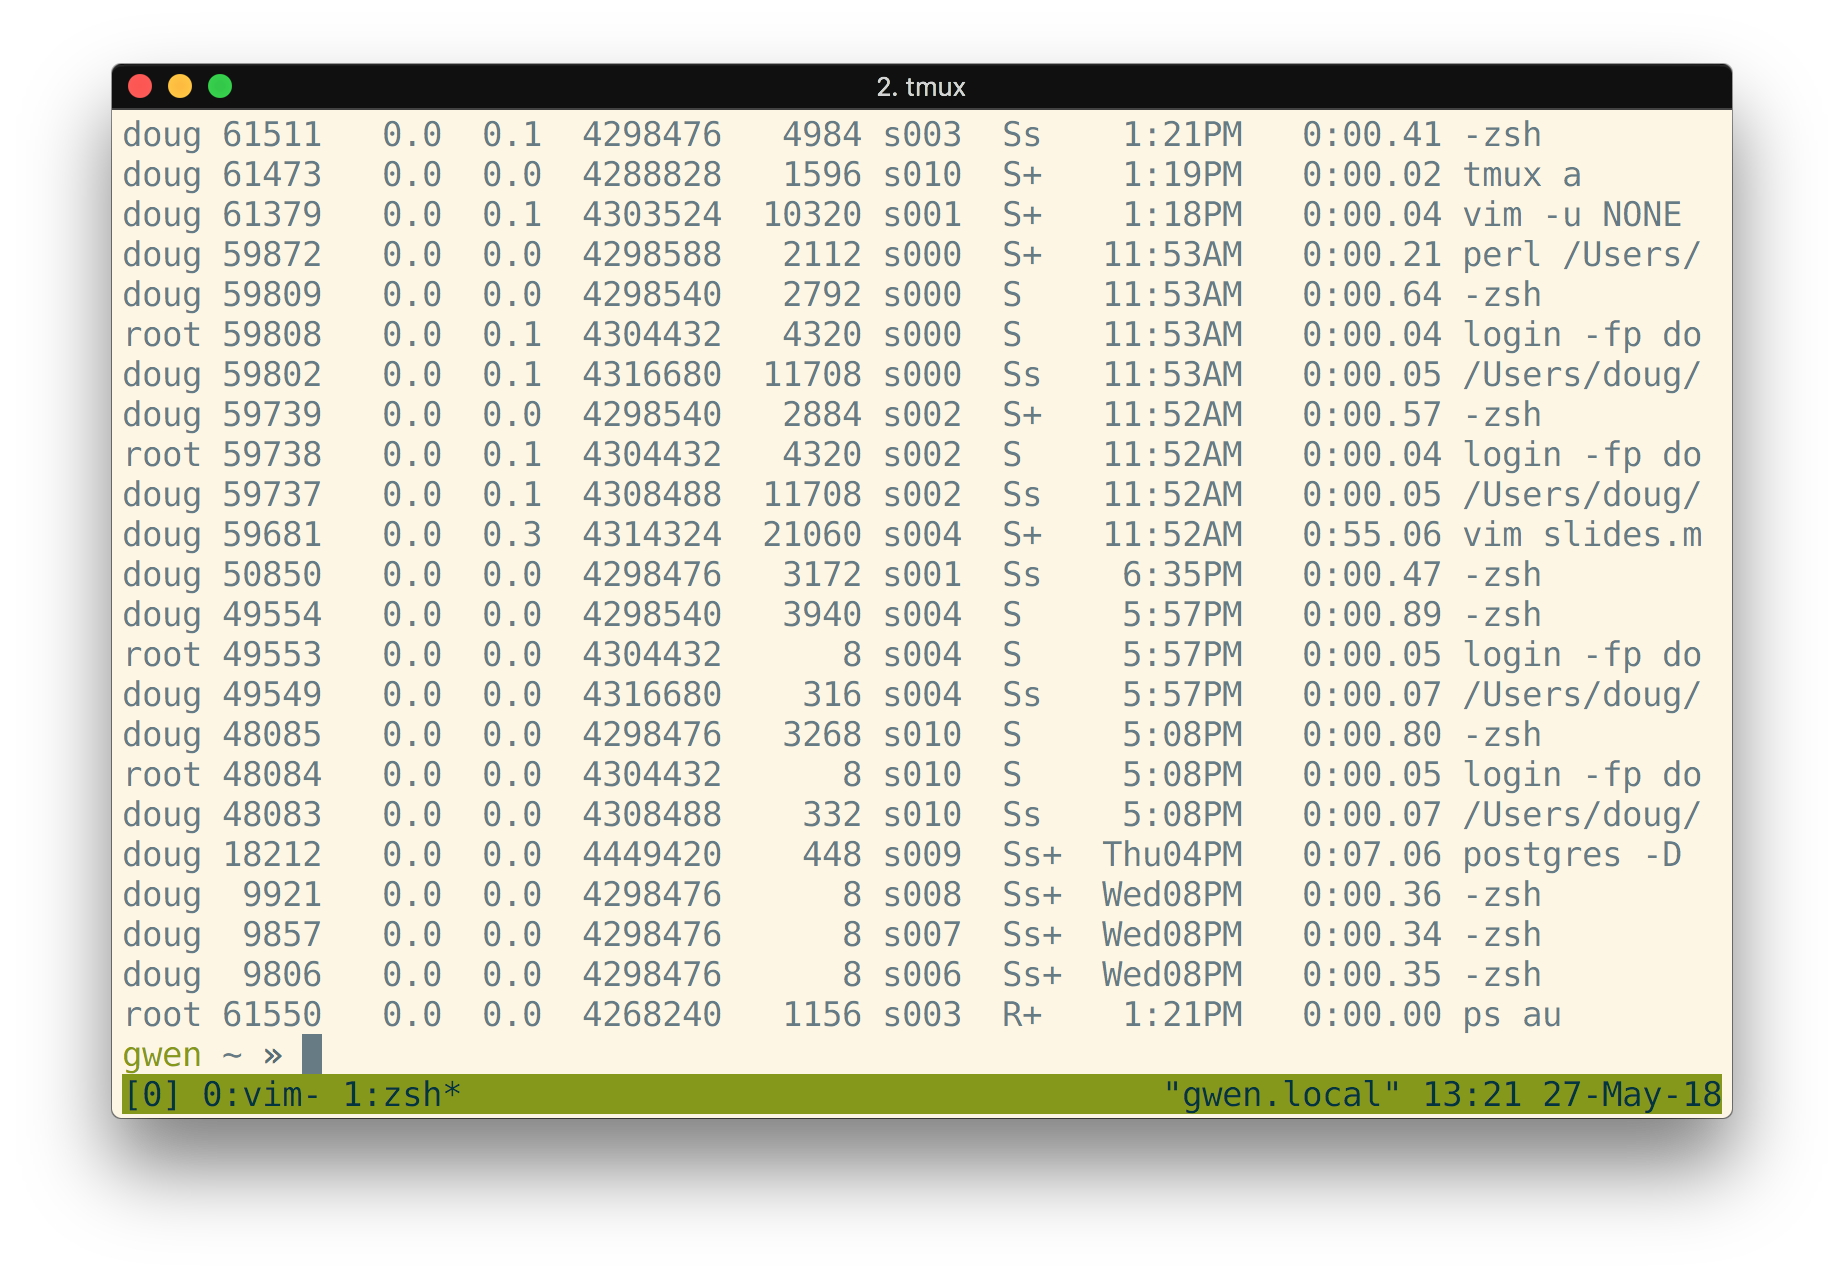 2. tmux
doug 61511   0.0  0.1  4298476   4984 s003  Ss    1:21PM   0:00.41 -zsh
doug 61473   0.0  0.0  4288828   1596 s010  S+    1:19PM   0:00.02 tmux a
doug 61379   0.0  0.1  4303524  10320 s001  S+    1:18PM   0:00.04 vim -u NONE
doug 59872   0.0  0.0  4298588   2112 s000  S+   11:53AM   0:00.21 perl /Users/
doug 59809   0.0  0.0  4298540   2792 s000  S    11:53AM   0:00.64 -zsh
root 59808   0.0  0.1  4304432   4320 s000  S    11:53AM   0:00.04 login -fp do
doug 59802   0.0  0.1  4316680  11708 s000  Ss   11:53AM   0:00.05 /Users/doug/
doug 59739   0.0  0.0  4298540   2884 s002  S+   11:52AM   0:00.57 -zsh
root 59738   0.0  0.1  4304432   4320 s002  S    11:52AM   0:00.04 login -fp do
doug 59737   0.0  0.1  4308488  11708 s002  Ss   11:52AM   0:00.05 /Users/doug/
doug 59681   0.0  0.3  4314324  21060 s004  S+   11:52AM   0:55.06 vim slides.m
doug 50850   0.0  0.0  4298476   3172 s001  Ss    6:35PM   0:00.47 -zsh
doug 49554   0.0  0.0  4298540   3940 s004  S     5:57PM   0:00.89 -zsh
root 49553   0.0  0.0  4304432      8 s004  S     5:57PM   0:00.05 login -fp do
doug 49549   0.0  0.0  4316680    316 s004  Ss    5:57PM   0:00.07 /Users/doug/
doug 48085   0.0  0.0  4298476   3268 s010  S     5:08PM   0:00.80 -zsh
root 48084   0.0  0.0  4304432      8 s010  S     5:08PM   0:00.05 login -fp do
doug 48083   0.0  0.0  4308488    332 s010  Ss    5:08PM   0:00.07 /Users/doug/
doug 18212   0.0  0.0  4449420    448 s009  Ss+  Thu04PM   0:07.06 postgres -D
doug  9921   0.0  0.0  4298476      8 s008  Ss+  Wed08PM   0:00.36 -zsh
doug  9857   0.0  0.0  4298476      8 s007  Ss+  Wed08PM   0:00.34 -zsh
doug  9806   0.0  0.0  4298476      8 s006  Ss+  Wed08PM   0:00.35 -zsh
root 61550   0.0  0.0  4268240   1156 s003  R+    1:21PM   0:00.00 ps au
gwen ~ »
[0] 0:vim- 1:zsh* "gwen.local" 13:21 27-May-18